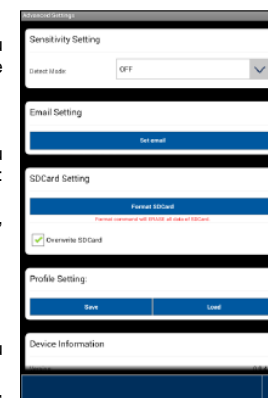 Advanced Settings
Sensitivity Setting
Detect Mode: OFF
Email Setting
Set email
SDCard Setting
Format SDCard
Format command will ERASE all data of SDCard
Overwrite SDCard
Profile Setting:
Save Load
Device Information